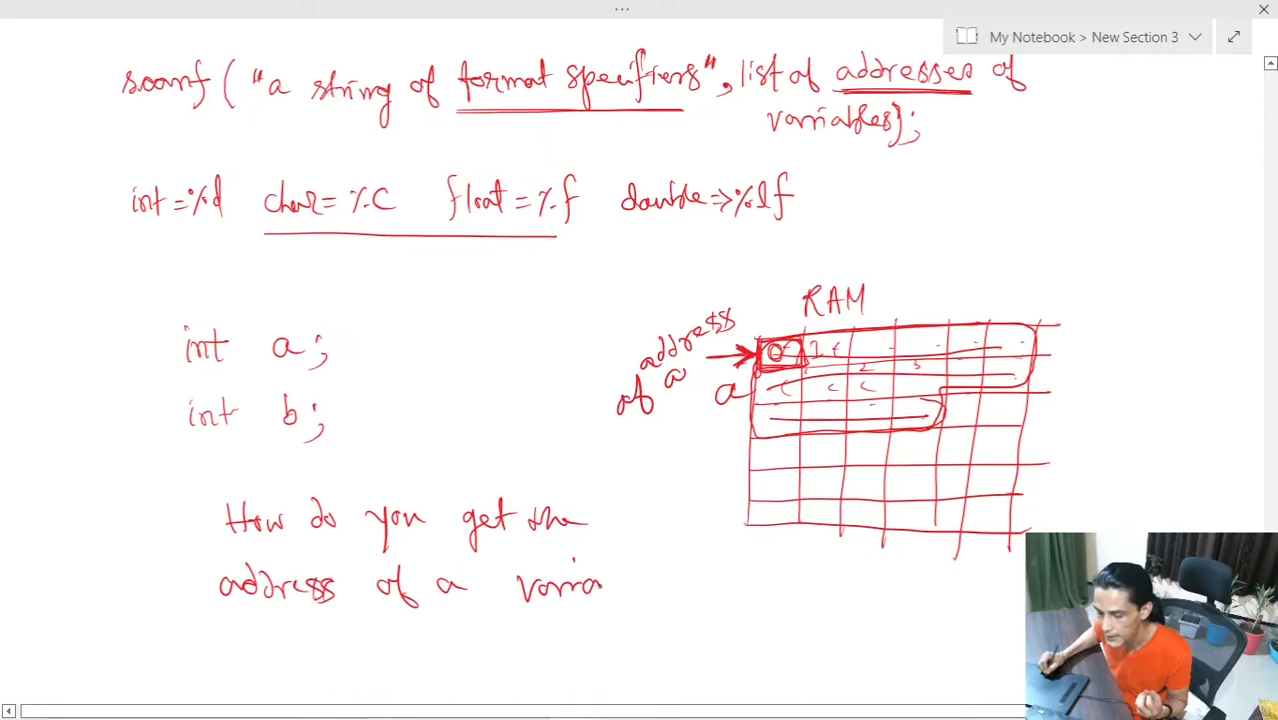 My Notebook > New Section 3
scanf ( "a string of format specifiers", list of addresses of
variables);
int = %d char = %c float = %f double => %lf
RAM
address
of a
a
int a;
int b;
How do you get the
address of a varia